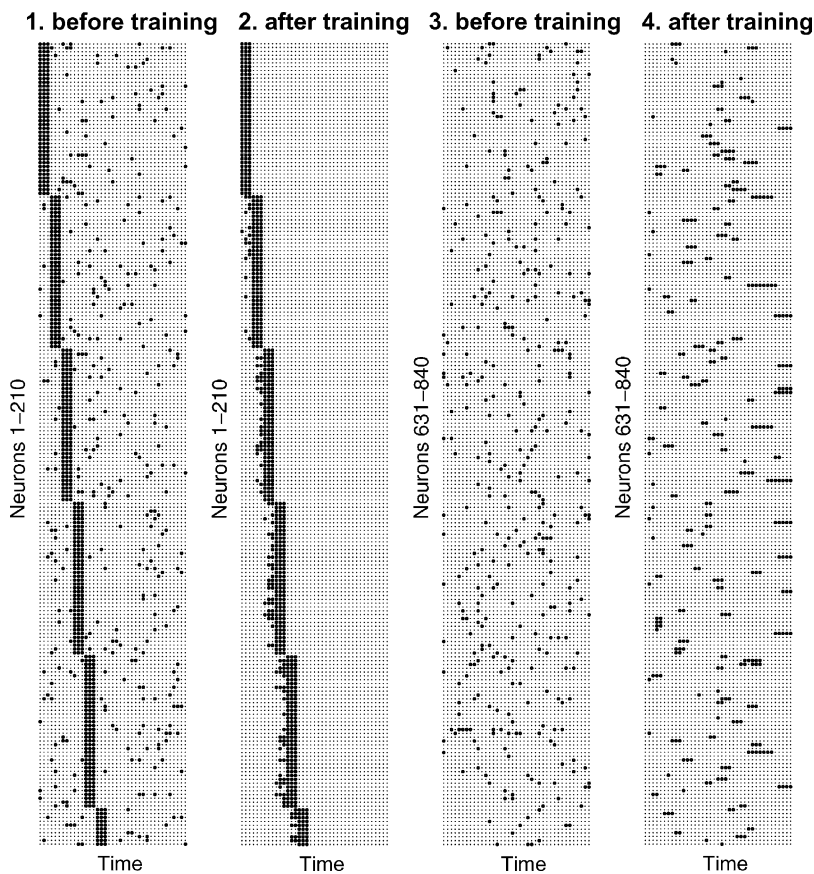 1. before training
2. after training
3. before training
4. after training
Neurons 1–210
Neurons 1–210
Neurons 631–840
Neurons 631–840
Time
Time
Time
Time